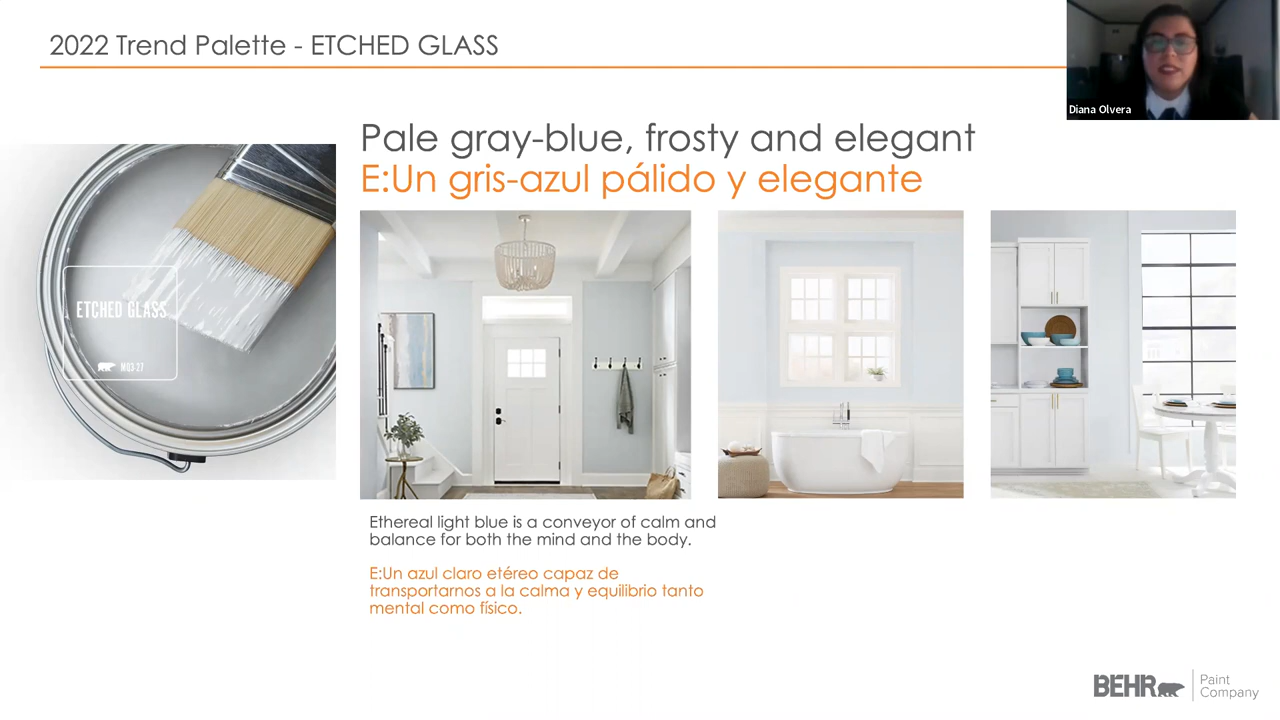 2022 Trend Palette - ETCHED GLASS
Diana Olvera
Pale gray-blue, frosty and elegant
E:Un gris-azul pálido y elegante
ETCHED GLASS
MQ3-27
Ethereal light blue is a conveyor of calm and
balance for both the mind and the body.
E:Un azul claro etéreo capaz de
transportarnos a la calma y equilibrio tanto
mental como físico.
BEHR
Paint
Company